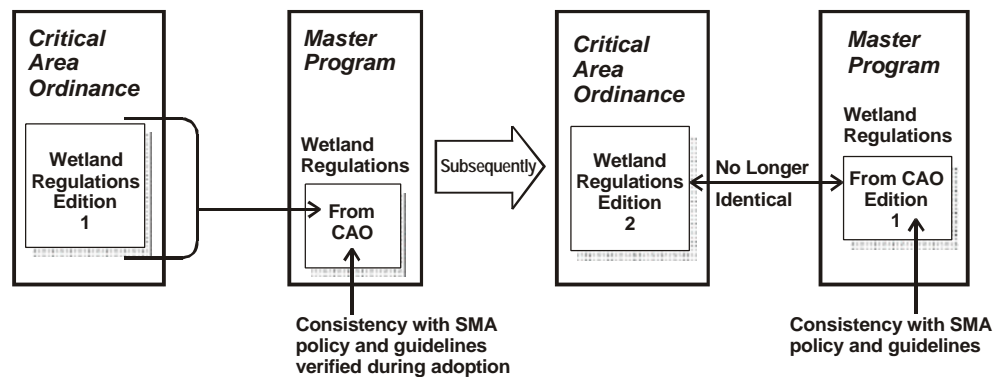 Critical
Area
Ordinance
Wetland
Regulations
Edition
1
Master
Program
Wetland
Regulations
From
CAO
Consistency with SMA
policy and guidelines
verified during adoption
Subsequently
Critical
Area
Ordinance
Wetland
Regulations
Edition
2
No Longer
Identical
Master
Program
Wetland
Regulations
From CAO
Edition
1
Consistency with SMA
policy and guidelines